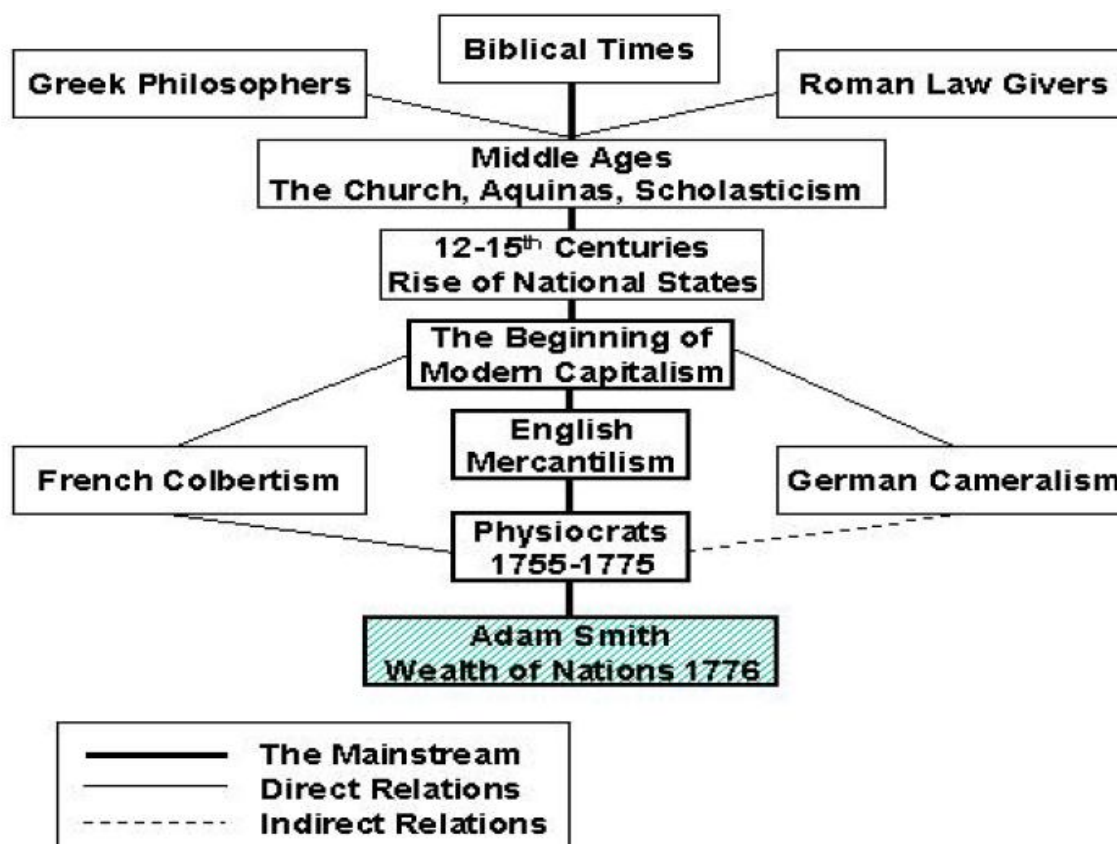 Biblical Times
Greek Philosophers
Roman Law Givers
Middle Ages
The Church, Aquinas, Scholasticism
12-15th Centuries
Rise of National States
The Beginning of
Modern Capitalism
English
Mercantilism
French Colbertism
German Cameralism
Physiocrats
1755-1775
Adam Smith
Wealth of Nations 1776
The Mainstream
Direct Relations
Indirect Relations